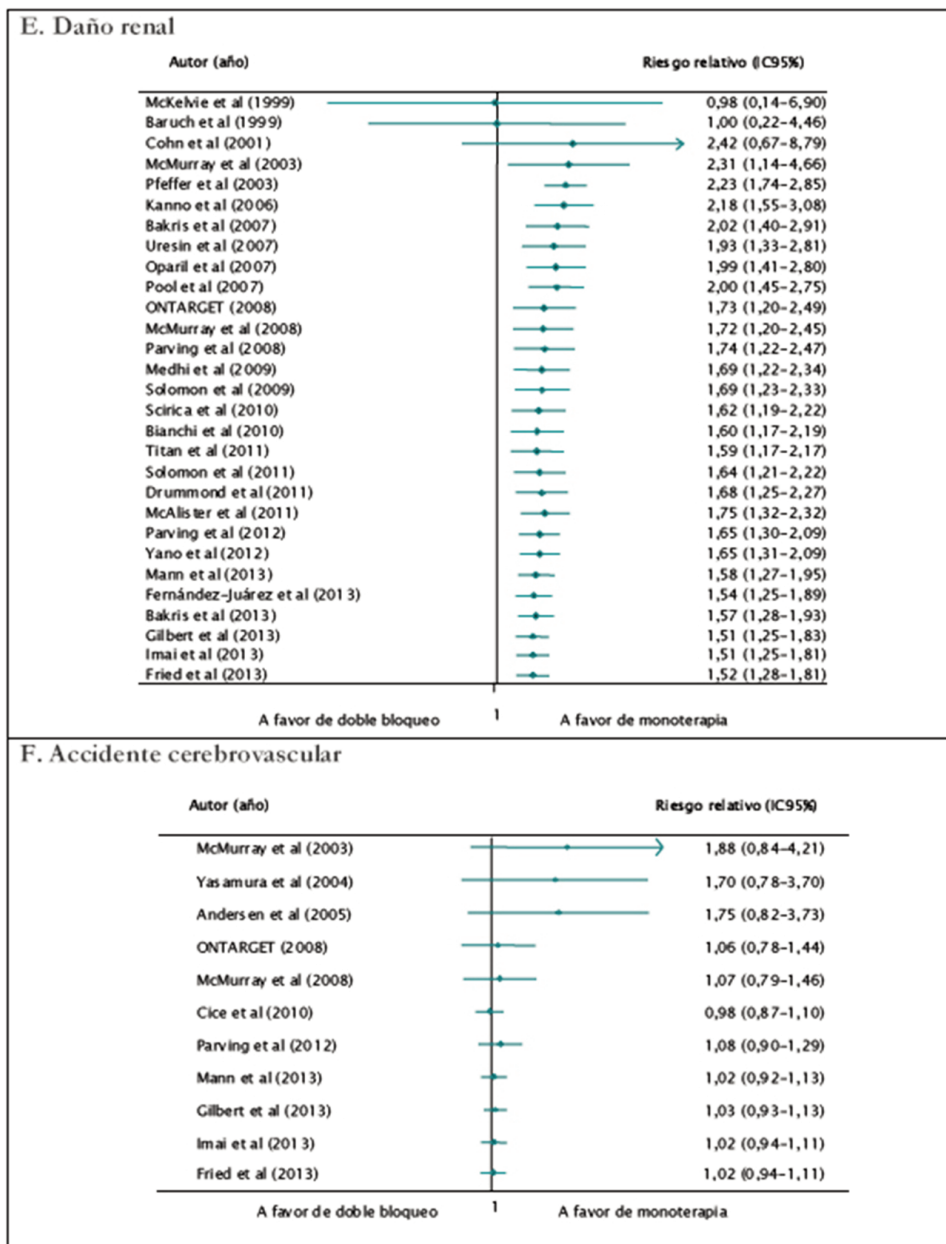 E. Daño renal
Autor (año) Riesgo relativo (IC95%)
McKelvie et al (1999) 0,98 (0,14-6,90)
Baruch et al (1999) 1,00 (0,22-4,46)
Cohn et al (2001) 2,42 (0,67-8,79)
McMurray et al (2003) 2,31 (1,14-4,66)
Pfeffer et al (2003) 2,23 (1,74-2,85)
Kanno et al (2006) 2,18 (1,55-3,08)
Bakris et al (2007) 2,02 (1,40-2,91)
Uresin et al (2007) 1,93 (1,33-2,81)
Oparil et al (2007) 1,99 (1,41-2,80)
Pool et al (2007) 2,00 (1,45-2,75)
ONTARGET (2008) 1,73 (1,20-2,49)
McMurray et al (2008) 1,72 (1,20-2,45)
Parving et al (2008) 1,74 (1,22-2,47)
Medhi et al (2009) 1,69 (1,22-2,34)
Solomon et al (2009) 1,69 (1,23-2,33)
Scirica et al (2010) 1,62 (1,19-2,22)
Bianchi et al (2010) 1,60 (1,17-2,19)
Titan et al (2011) 1,59 (1,17-2,17)
Solomon et al (2011) 1,64 (1,21-2,22)
Drummond et al (2011) 1,68 (1,25-2,27)
McAlister et al (2011) 1,75 (1,32-2,32)
Parving et al (2012) 1,65 (1,30-2,09)
Yano et al (2012) 1,65 (1,31-2,09)
Mann et al (2013) 1,58 (1,27-1,95)
Fernández-Juárez et al (2013) 1,54 (1,25-1,89)
Bakris et al (2013) 1,57 (1,28-1,93)
Gilbert et al (2013) 1,51 (1,25-1,83)
Imai et al (2013) 1,51 (1,25-1,81)
Fried et al (2013) 1,52 (1,28-1,81)
A favor de doble bloqueo 1 A favor de monoterapia
F. Accidente cerebrovascular
Autor (año) Riesgo relativo (IC95%)
McMurray et al (2003) 1,88 (0,84-4,21)
Yasamura et al (2004) 1,70 (0,78-3,70)
Andersen et al (2005) 1,75 (0,82-3,73)
ONTARGET (2008) 1,06 (0,78-1,44)
McMurray et al (2008) 1,07 (0,79-1,46)
Cice et al (2010) 0,98 (0,87-1,10)
Parving et al (2012) 1,08 (0,90-1,29)
Mann et al (2013) 1,02 (0,92-1,13)
Gilbert et al (2013) 1,03 (0,93-1,13)
Imai et al (2013) 1,02 (0,94-1,11)
Fried et al (2013) 1,02 (0,94-1,11)
A favor de doble bloqueo 1 A favor de monoterapia